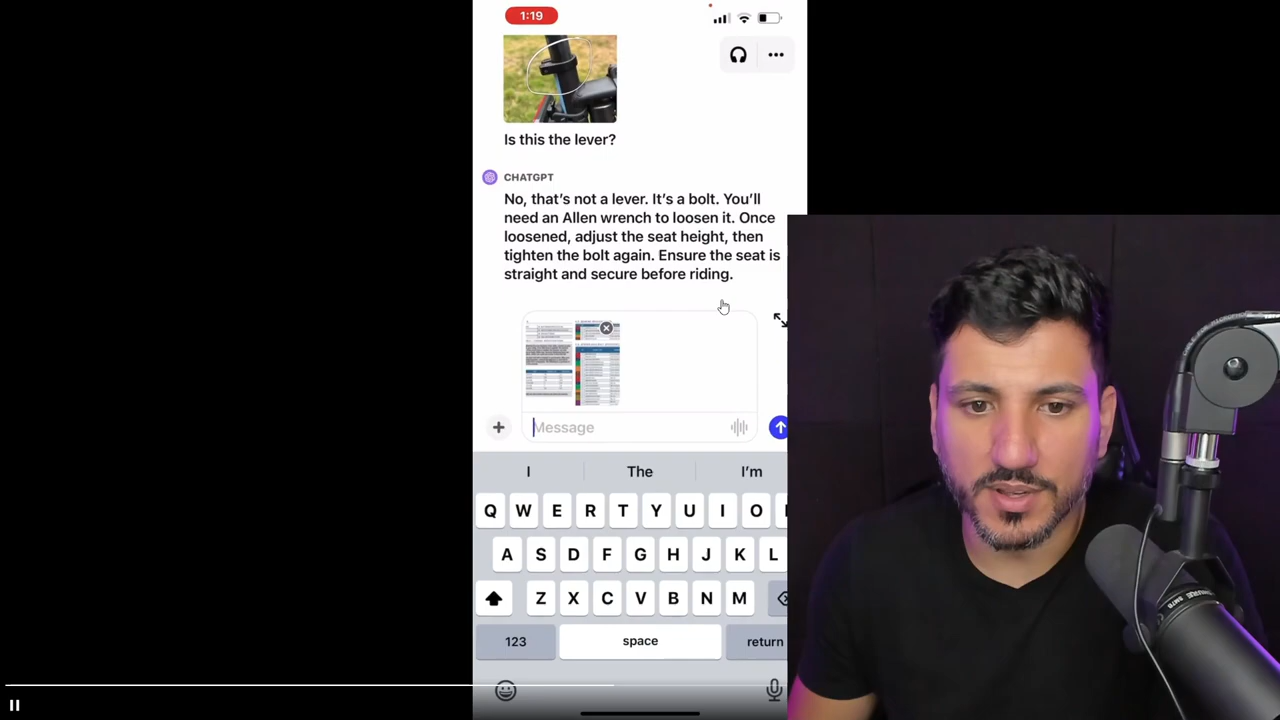 1:19
Is this the lever?
CHATGPT
No, that's not a lever. It's a bolt. You'll
need an Allen wrench to loosen it. Once
loosened, adjust the seat height, then
tighten the bolt again. Ensure the seat is
straight and secure before riding.
Message
I The I'm
Q W E R T Y U I O
A S D F G H J K L
Z X C V B N M
123 space return